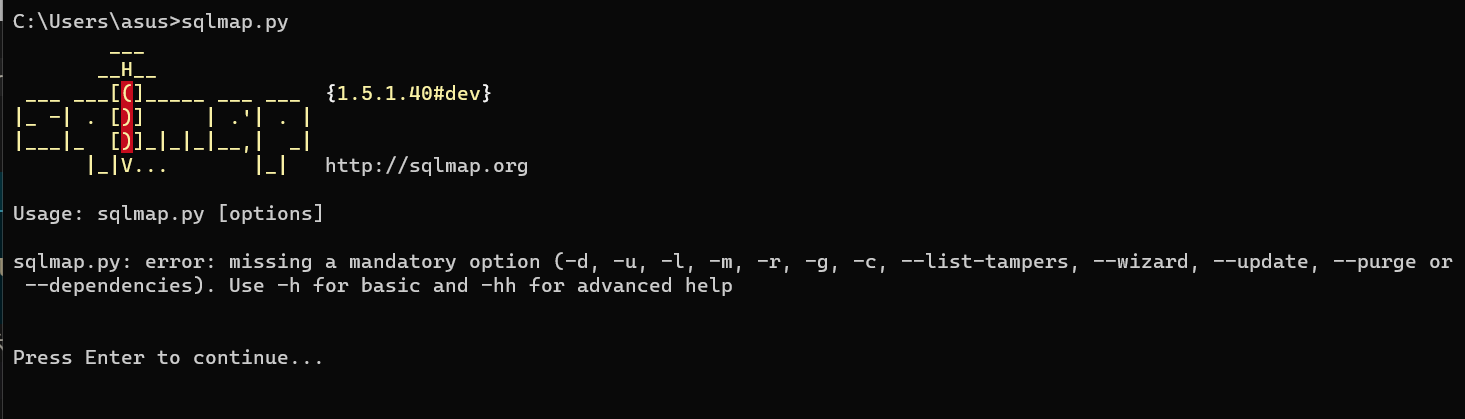 C:\Users\asus>sqlmap.py
        ___
       __H__
 ___ ___[(]_____ ___ ___  {1.5.1.40#dev}
|_ -| . [)]     | .'| . |
|___|_  [)]_|_|_|__,|  _|
      |_|V...       |_|   http://sqlmap.org
Usage: sqlmap.py [options]
sqlmap.py: error: missing a mandatory option (-d, -u, -l, -m, -r, -g, -c, --list-tampers, --wizard, --update, --purge or
 --dependencies). Use -h for basic and -hh for advanced help
Press Enter to continue...